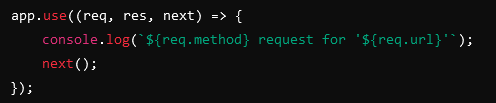 app.use((req, res, next) => {
    console.log(`${req.method} request for '${req.url}'`);
    next();
});